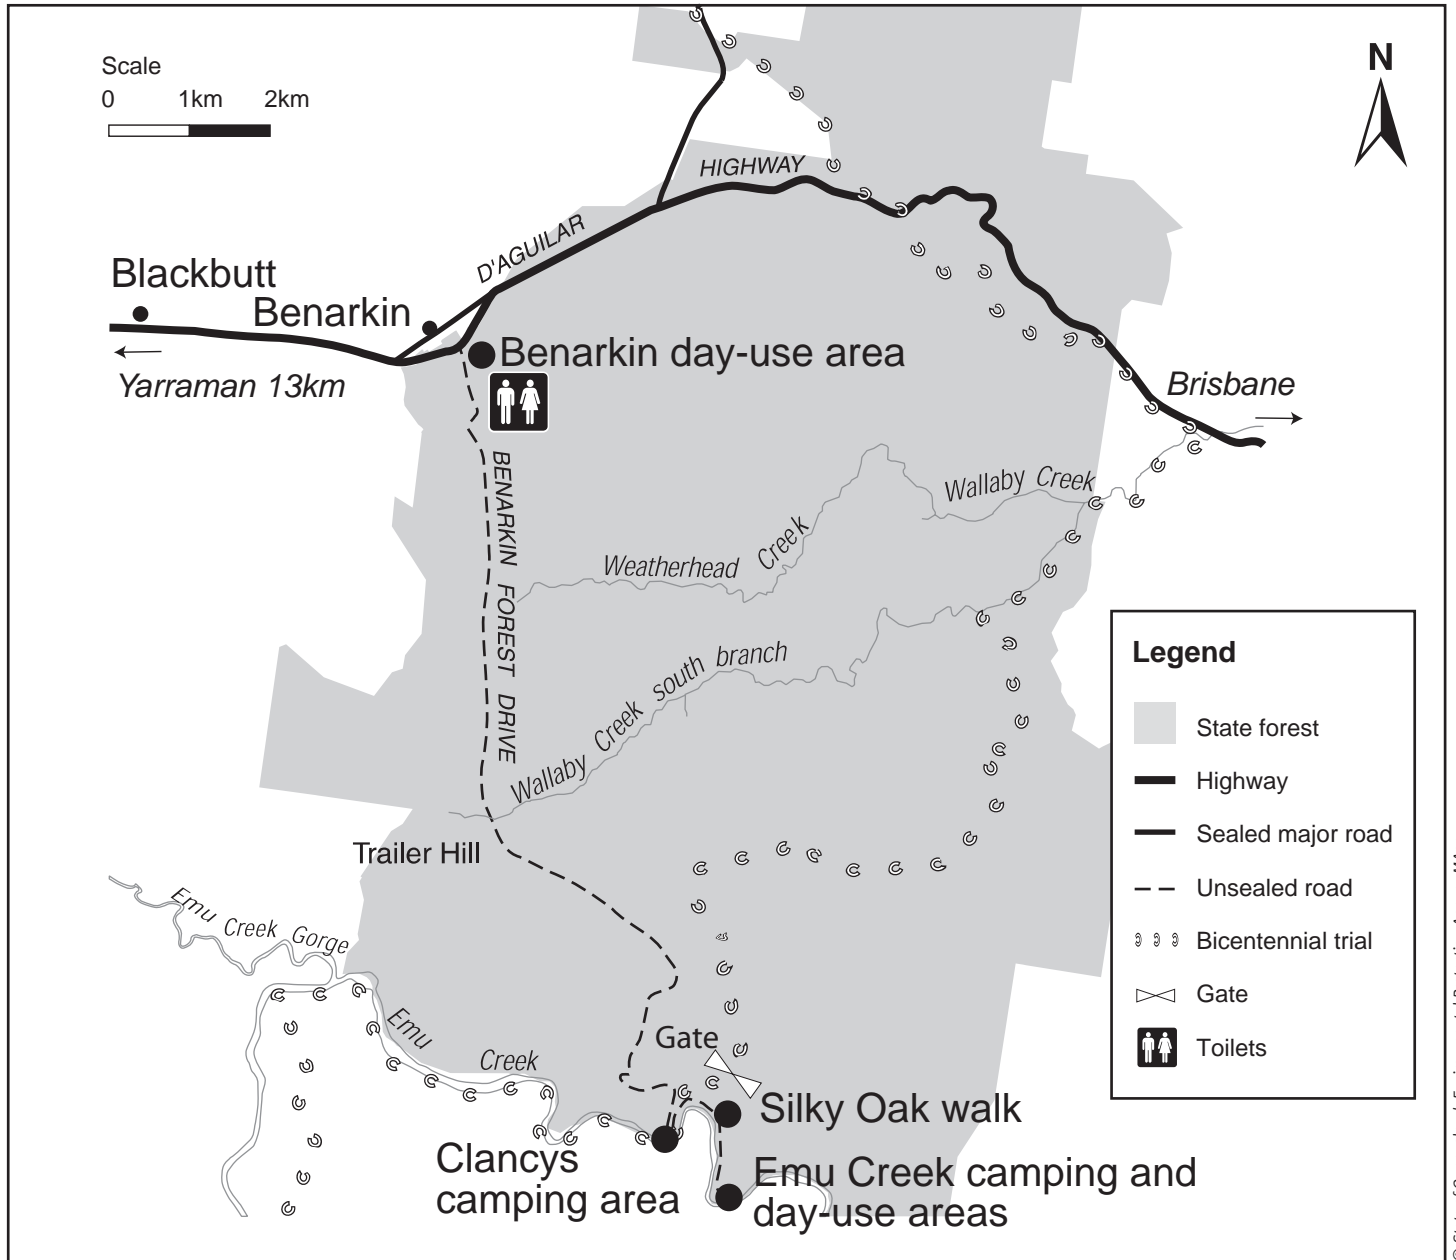 Scale
0 1km 2km
N
HIGHWAY
D'AGUILAR
Blackbutt
Benarkin
Benarkin day-use area
Yarraman 13km
Brisbane
BENARKIN FOREST DRIVE
Wallaby Creek
Weatherhead Creek
Wallaby Creek south branch
Trailer Hill
Emu Creek Gorge
Emu Creek
Gate
Silky Oak walk
Clancys
camping area
Emu Creek camping and
day-use areas
Legend
State forest
Highway
Sealed major road
Unsealed road
Bicentennial trial
Gate
Toilets